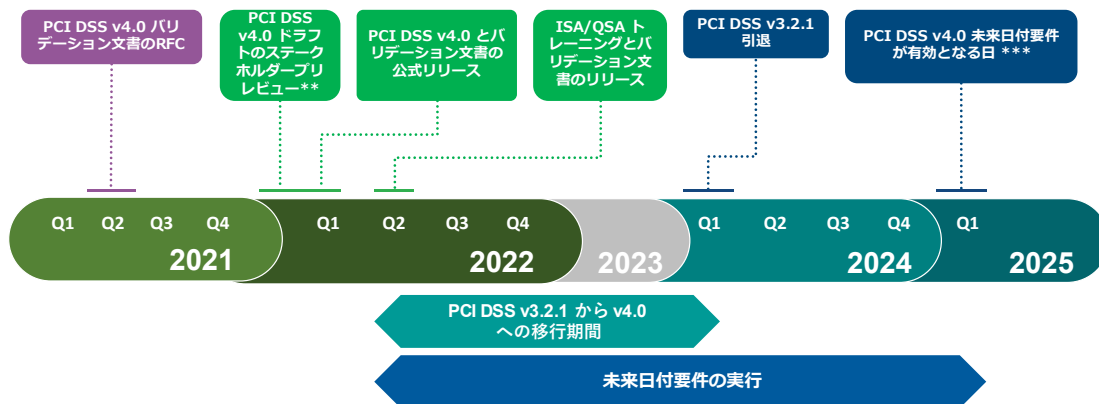 PCI DSS v4.0 バリ
デーション文書のRFC
PCI DSS
v4.0 ドラフ
トのステーク
ホルダープリ
レビュー**
PCI DSS v4.0 とバ
リデーション文書の
公式リリース
ISA/QSA ト
レーニングとバ
リデーション文
書のリリース
PCI DSS v3.2.1
引退
PCI DSS v4.0 未来日付要件
が有効となる日 ***
Q1 Q2 Q3 Q4
2021
Q1 Q2 Q3 Q4
2022
2023
Q1 Q2 Q3 Q4
2024
Q1
2025
PCI DSS v3.2.1 から v4.0
への移行期間
未来日付要件の実行